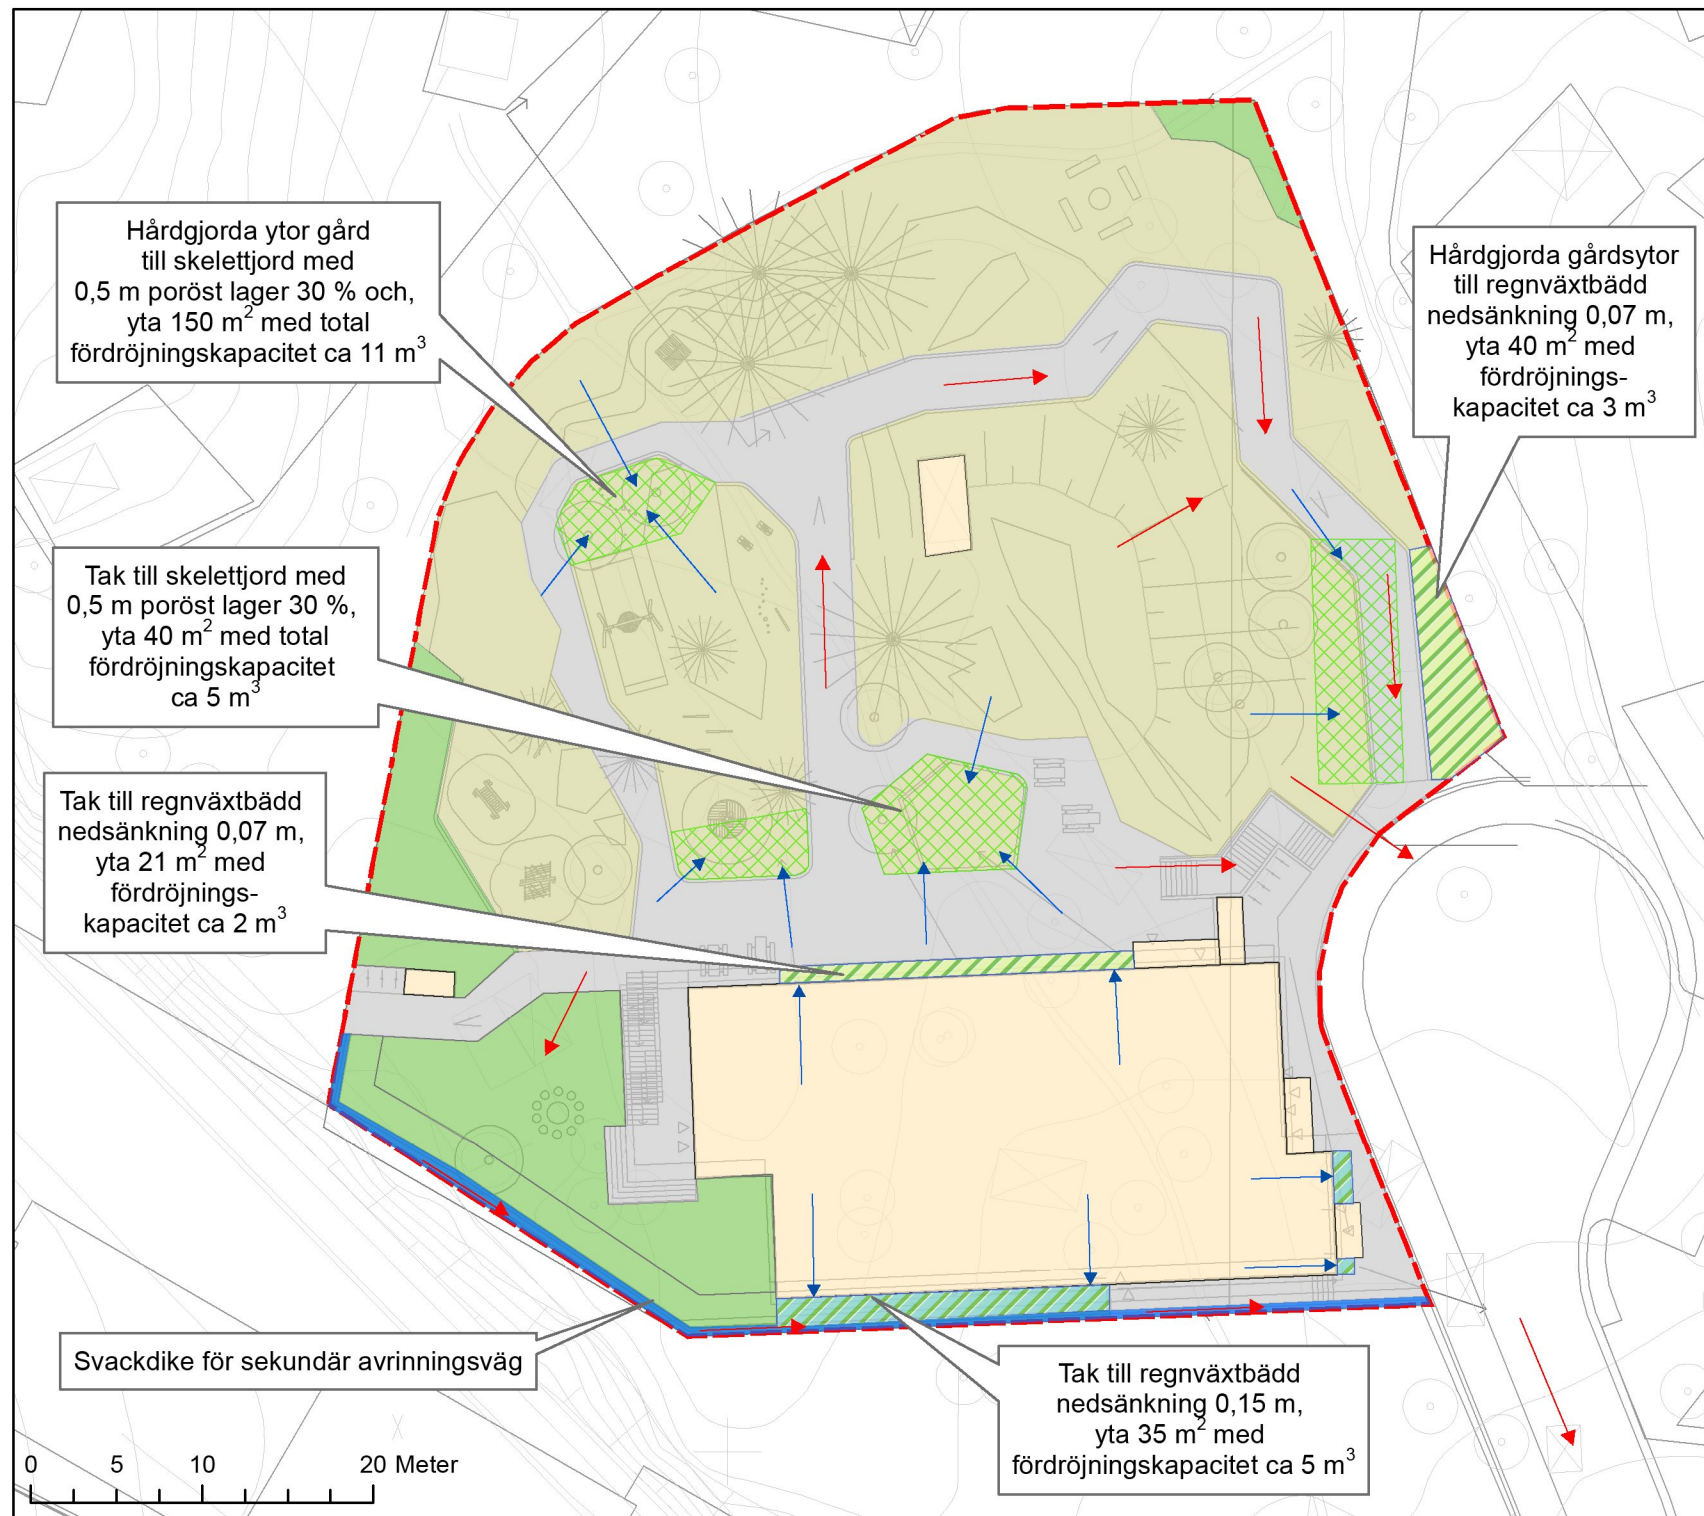 Hårdgjorda ytor gård
till skelettjord med
0,5 m poröst lager 30 % och,
yta 150 m² med total
fördröjningskapacitet ca 11 m³
Hårdgjorda gårdsytor
till regnväxtbädd
nedsänkning 0,07 m,
yta 40 m² med
fördröjnings-
kapacitet ca 3 m³
Tak till skelettjord med
0,5 m poröst lager 30 %,
yta 40 m² med total
fördröjningskapacitet
ca 5 m³
Tak till regnväxtbädd
nedsänkning 0,07 m,
yta 21 m² med
fördröjnings-
kapacitet ca 2 m³
Svackdike för sekundär avrinningsväg
Tak till regnväxtbädd
nedsänkning 0,15 m,
yta 35 m² med
fördröjningskapacitet ca 5 m³
0 5 10 20 Meter